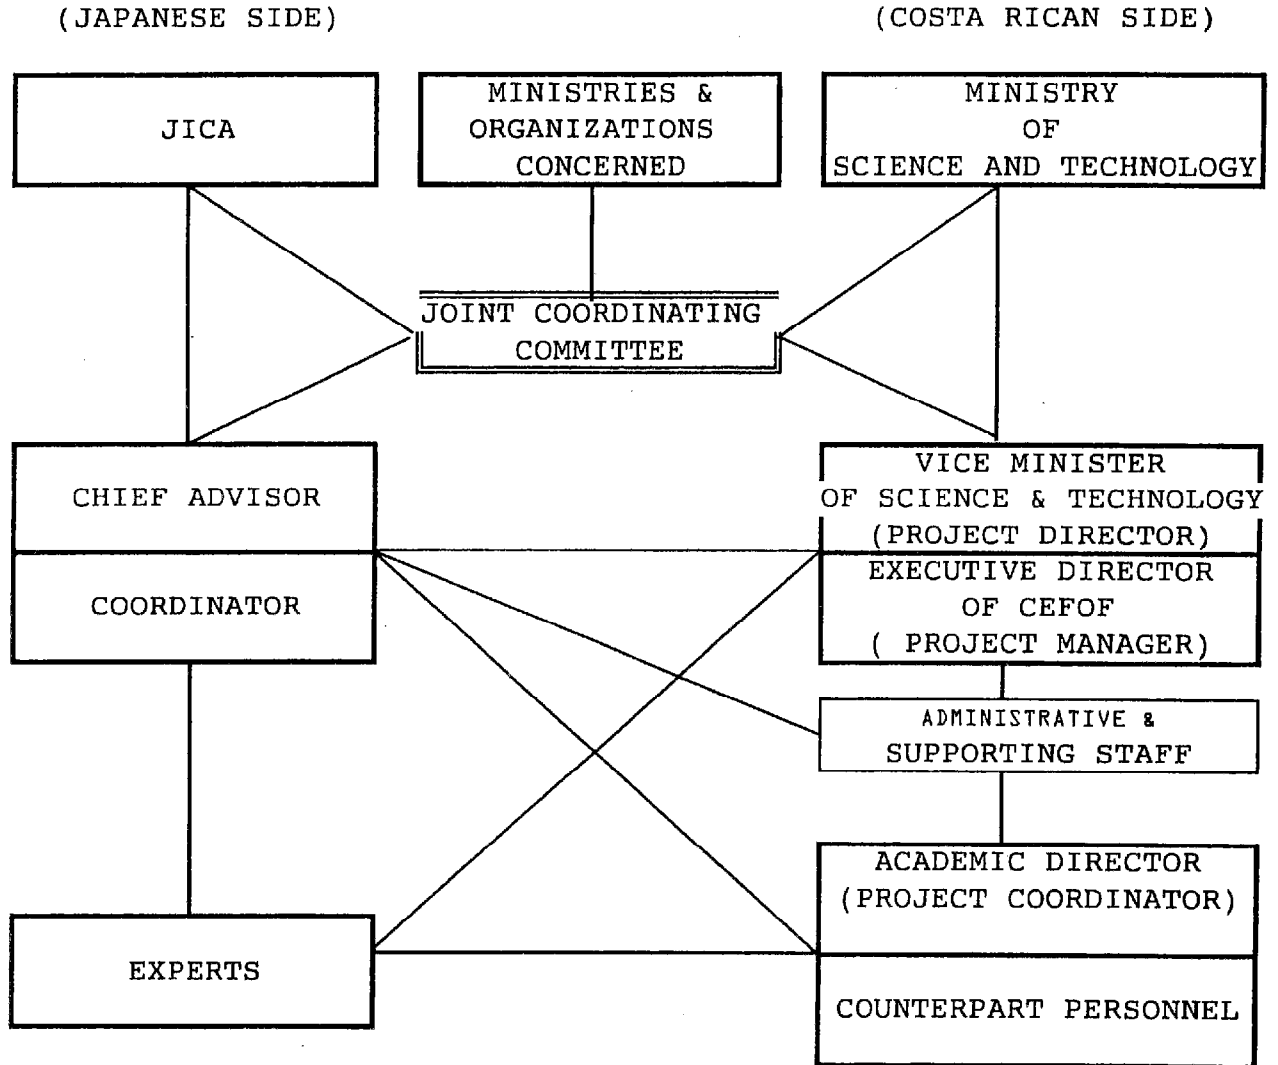 (JAPANESE SIDE)
(COSTA RICAN SIDE)
JICA
MINISTRIES &
ORGANIZATIONS
CONCERNED
MINISTRY
OF
SCIENCE AND TECHNOLOGY
JOINT COORDINATING
COMMITTEE
CHIEF ADVISOR
COORDINATOR
VICE MINISTER
OF SCIENCE & TECHNOLOGY
(PROJECT DIRECTOR)
EXECUTIVE DIRECTOR
OF CEFOF
( PROJECT MANAGER)
ADMINISTRATIVE &
SUPPORTING STAFF
EXPERTS
ACADEMIC DIRECTOR
(PROJECT COORDINATOR)
COUNTERPART PERSONNEL